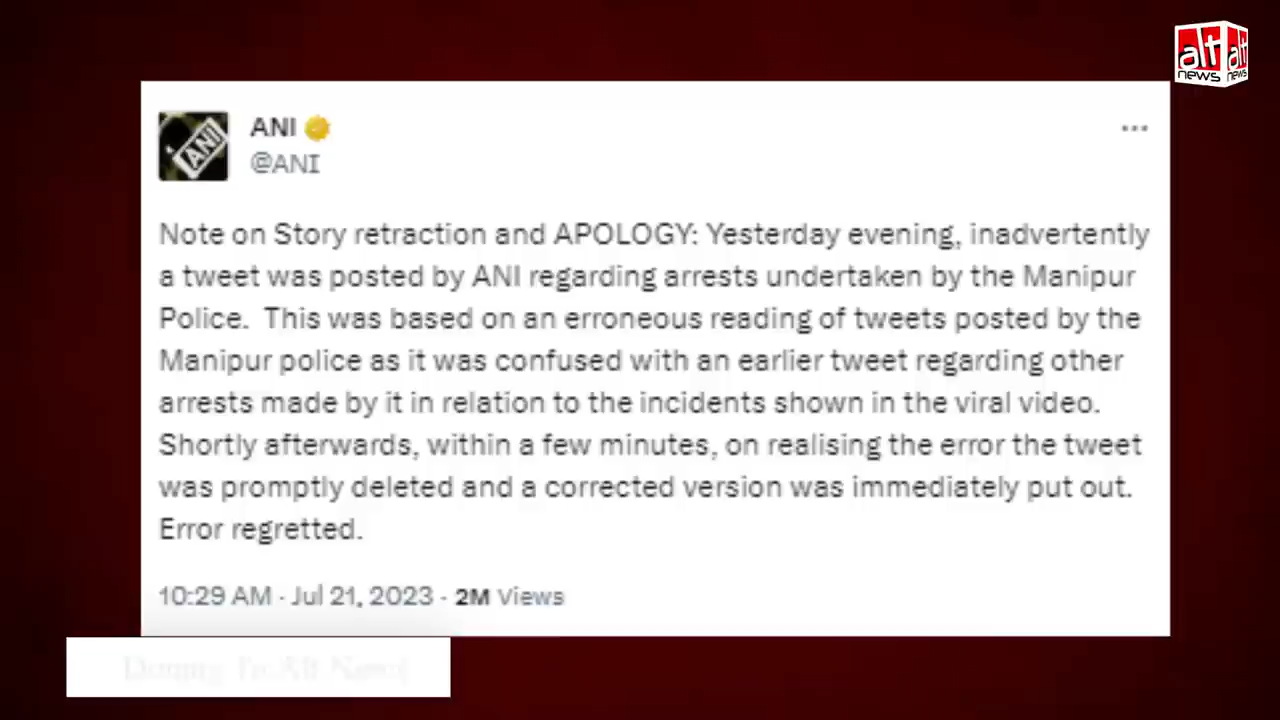 alt alt
news news
ANI
ANI
@ANI
Note on Story retraction and APOLOGY: Yesterday evening, inadvertently
a tweet was posted by ANI regarding arrests undertaken by the Manipur
Police.  This was based on an erroneous reading of tweets posted by the
Manipur police as it was confused with an earlier tweet regarding other
arrests made by it in relation to the incidents shown in the viral video.
Shortly afterwards, within a few minutes, on realising the error the tweet
was promptly deleted and a corrected version was immediately put out.
Error regretted.
10:29 AM · Jul 21, 2023 · 2M Views